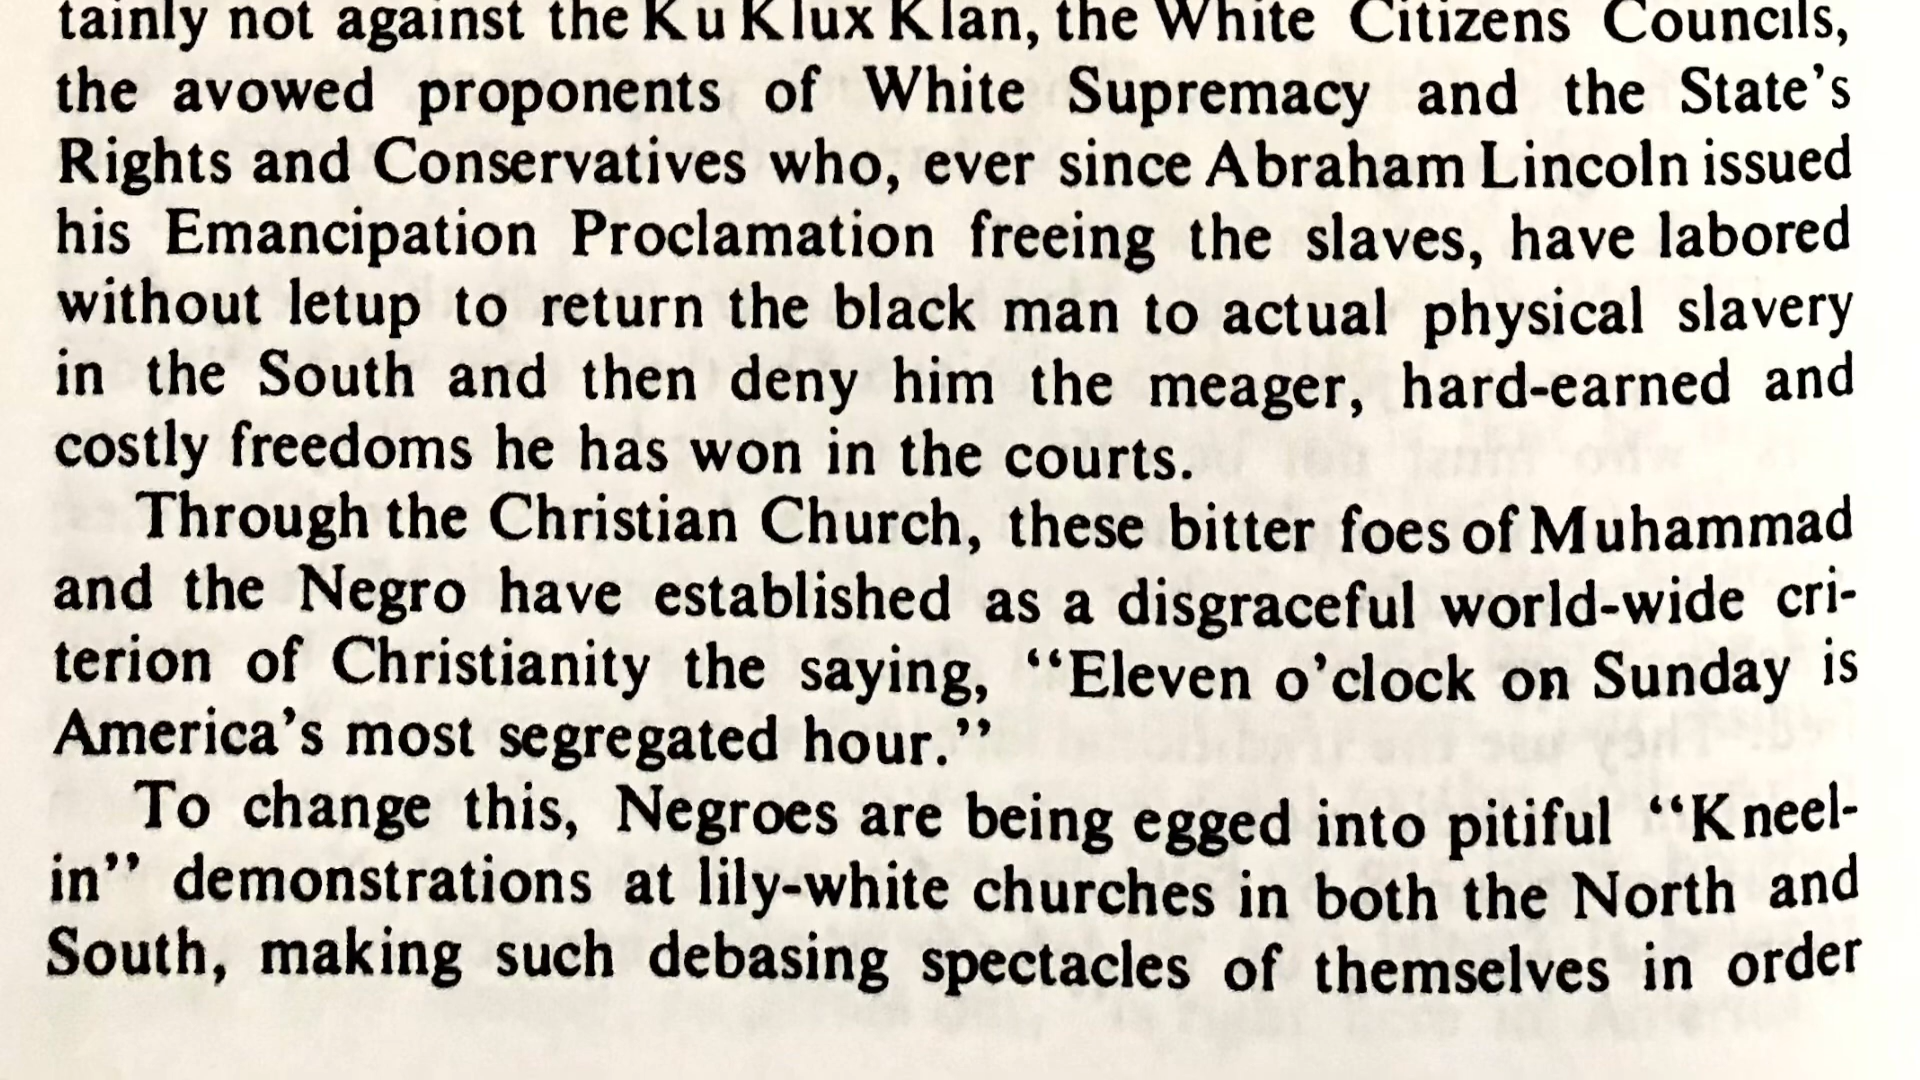 tainly not against the Ku Klux Klan, the White Citizens Councils,
the avowed proponents of White Supremacy and the State's
Rights and Conservatives who, ever since Abraham Lincoln issued
his Emancipation Proclamation freeing the slaves, have labored
without letup to return the black man to actual physical slavery
in the South and then deny him the meager, hard-earned and
costly freedoms he has won in the courts.
Through the Christian Church, these bitter foes of Muhammad
and the Negro have established as a disgraceful world-wide cri-
terion of Christianity the saying, “Eleven o'clock on Sunday is
America's most segregated hour.”
To change this, Negroes are being egged into pitiful “Kneel-
in” demonstrations at lily-white churches in both the North and
South, making such debasing spectacles of themselves in order